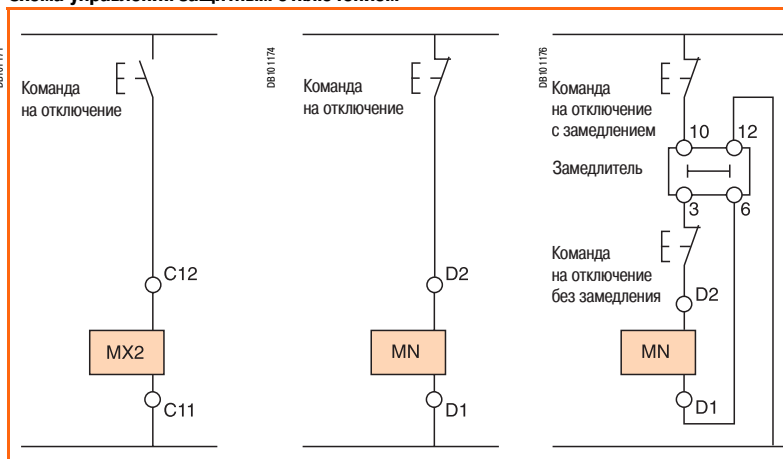 Команда
на отключение
C12
MX2
C11
DB101174
Команда
на отключение
D2
MN
D1
DB101176
Команда
на отключение
с замедлением
10 12
Замедлитель
3 6
Команда
на отключение
без замедления
D2
MN
D1